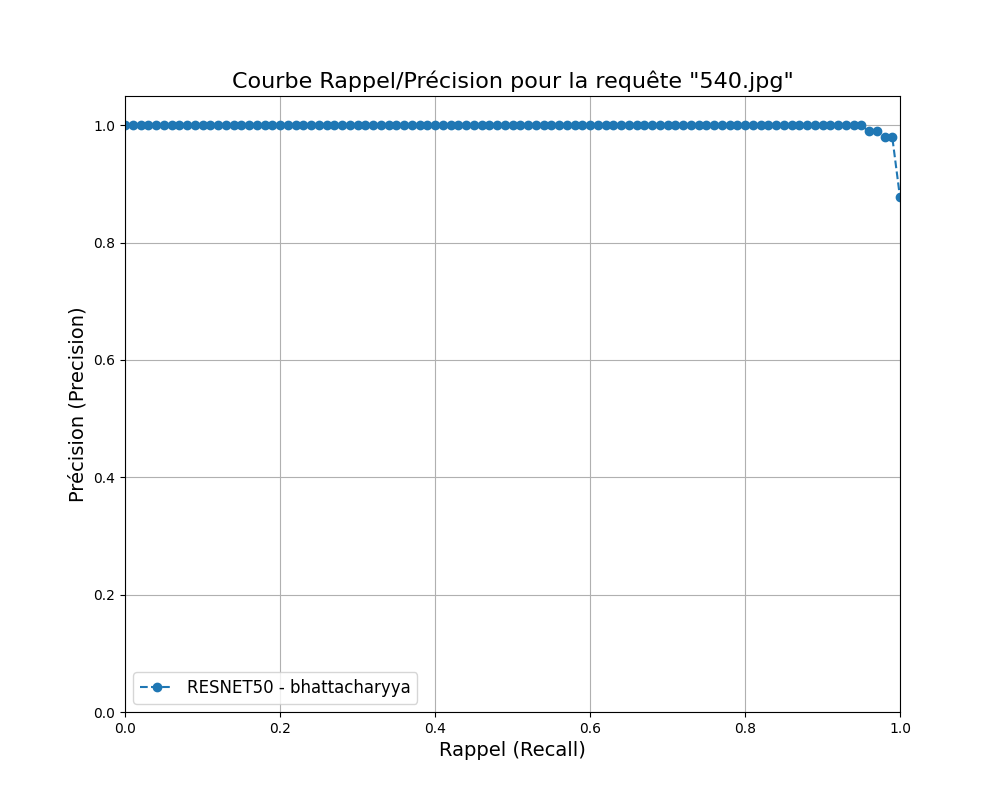 Courbe Rappel/Précision pour la requête "540.jpg"
1.0
0.8
0.6
0.4
0.2
0.0
Précision (Precision)
RESNET50 - bhattacharyya
0.0 0.2 0.4 0.6 0.8 1.0
Rappel (Recall)